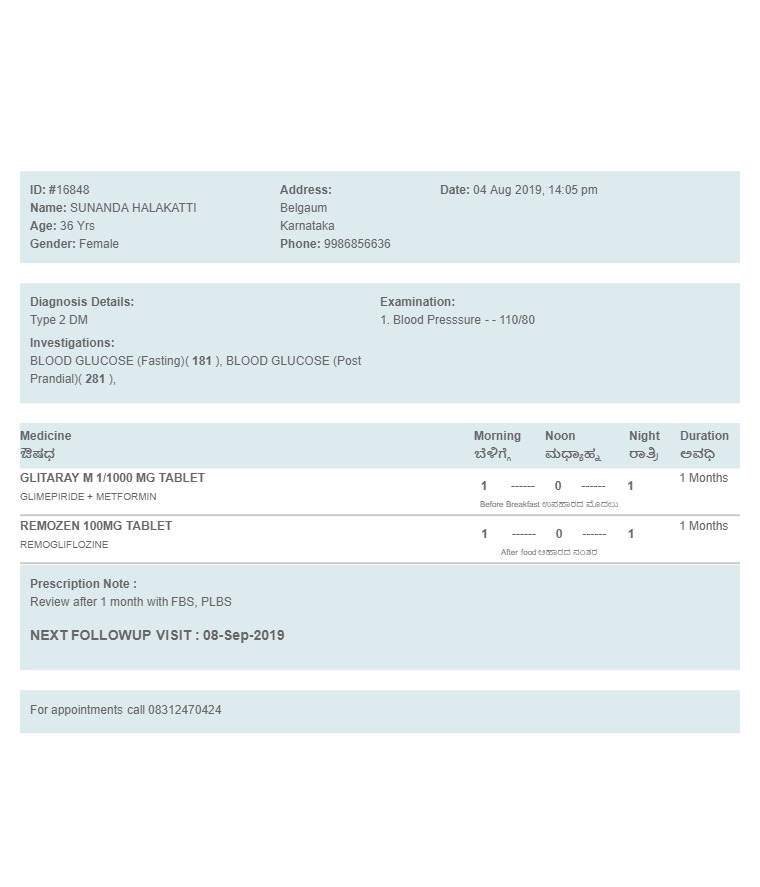 ID: #16848
Name: SUNANDA HALAKATTI
Age: 36 Yrs
Gender: Female
Address:
Belgaum
Karnataka
Phone: 9986856636
Date: 04 Aug 2019, 14:05 pm
Diagnosis Details:
Type 2 DM
Investigations:
BLOOD GLUCOSE (Fasting)( 181 ), BLOOD GLUCOSE (Post
Prandial)( 281 ),
Examination:
1. Blood Presssure - - 110/80
Medicine Morning Noon Night Duration
ಔಷಧ ಬೆಳಿಗ್ಗೆ ಮಧ್ಯಾಹ್ನ ರಾತ್ರಿ ಅವಧಿ
GLITARAY M 1/1000 MG TABLET 1 ------ 0 ------ 1 1 Months
GLIMEPIRIDE + METFORMIN
Before Breakfast ಉಪಹಾರದ ಮೊದಲು
REMOZEN 100MG TABLET 1 ------ 0 ------ 1 1 Months
REMOGLIFLOZINE
After food ಆಹಾರದ ನಂತರ
Prescription Note :
Review after 1 month with FBS, PLBS
NEXT FOLLOWUP VISIT : 08-Sep-2019
For appointments call 08312470424